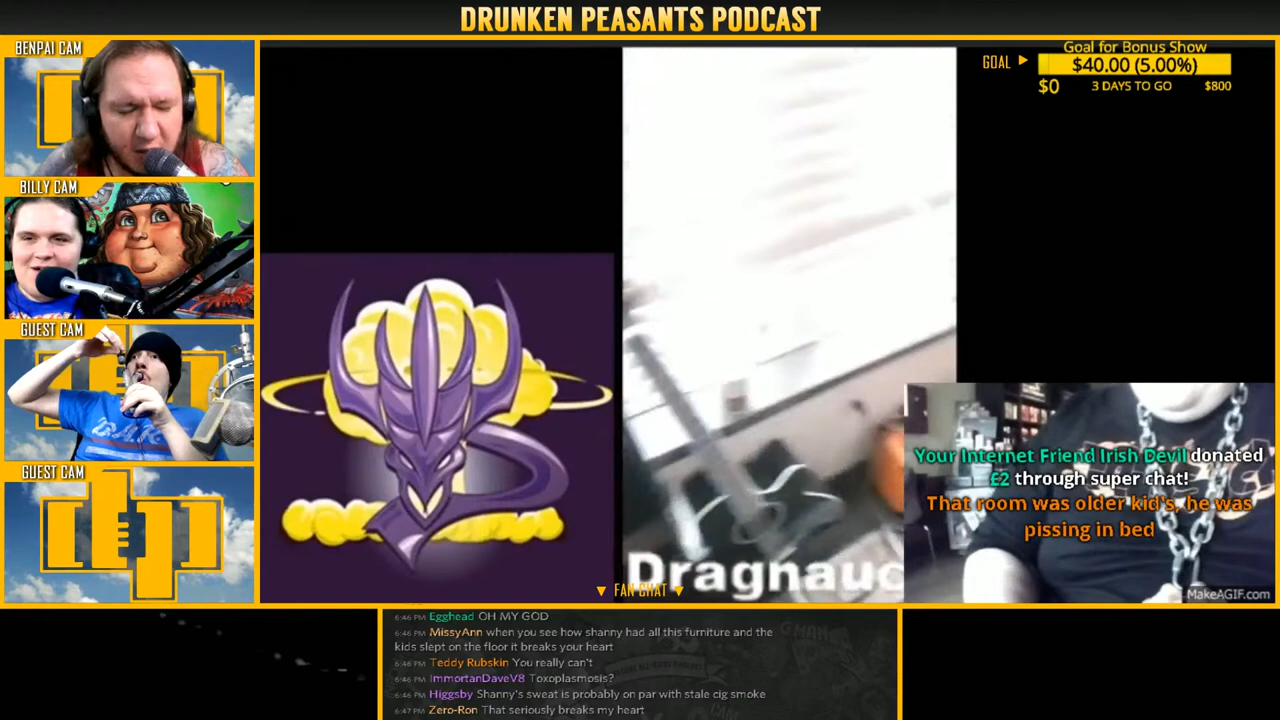 DRUNKEN PEASANTS PODCAST
BENPAI CAM
BILLY CAM
GUEST CAM
GUEST CAM
GOAL
Goal for Bonus Show
$40.00 (5.00%)
$0 3 DAYS TO GO $800
Your Internet Friend Irish Devil donated
£2 through super chat!
That room was older kid's, he was
pissing in bed
MakeAGIF.com
Dragnauc
▼ FAN CHAT ▼
6:46 PM Egghead OH MY GOD
6:46 PM MissyAnn when you see how shanny had all this furniture and the
kids slept on the floor it breaks your heart
6:46 PM Teddy Rubskin You really can't
6:46 PM ImmortanDaveV8 Toxoplasmosis?
6:46 PM Higgsby Shanny's sweat is probably on par with stale cig smoke
6:47 PM Zero-Ron That seriously breaks my heart